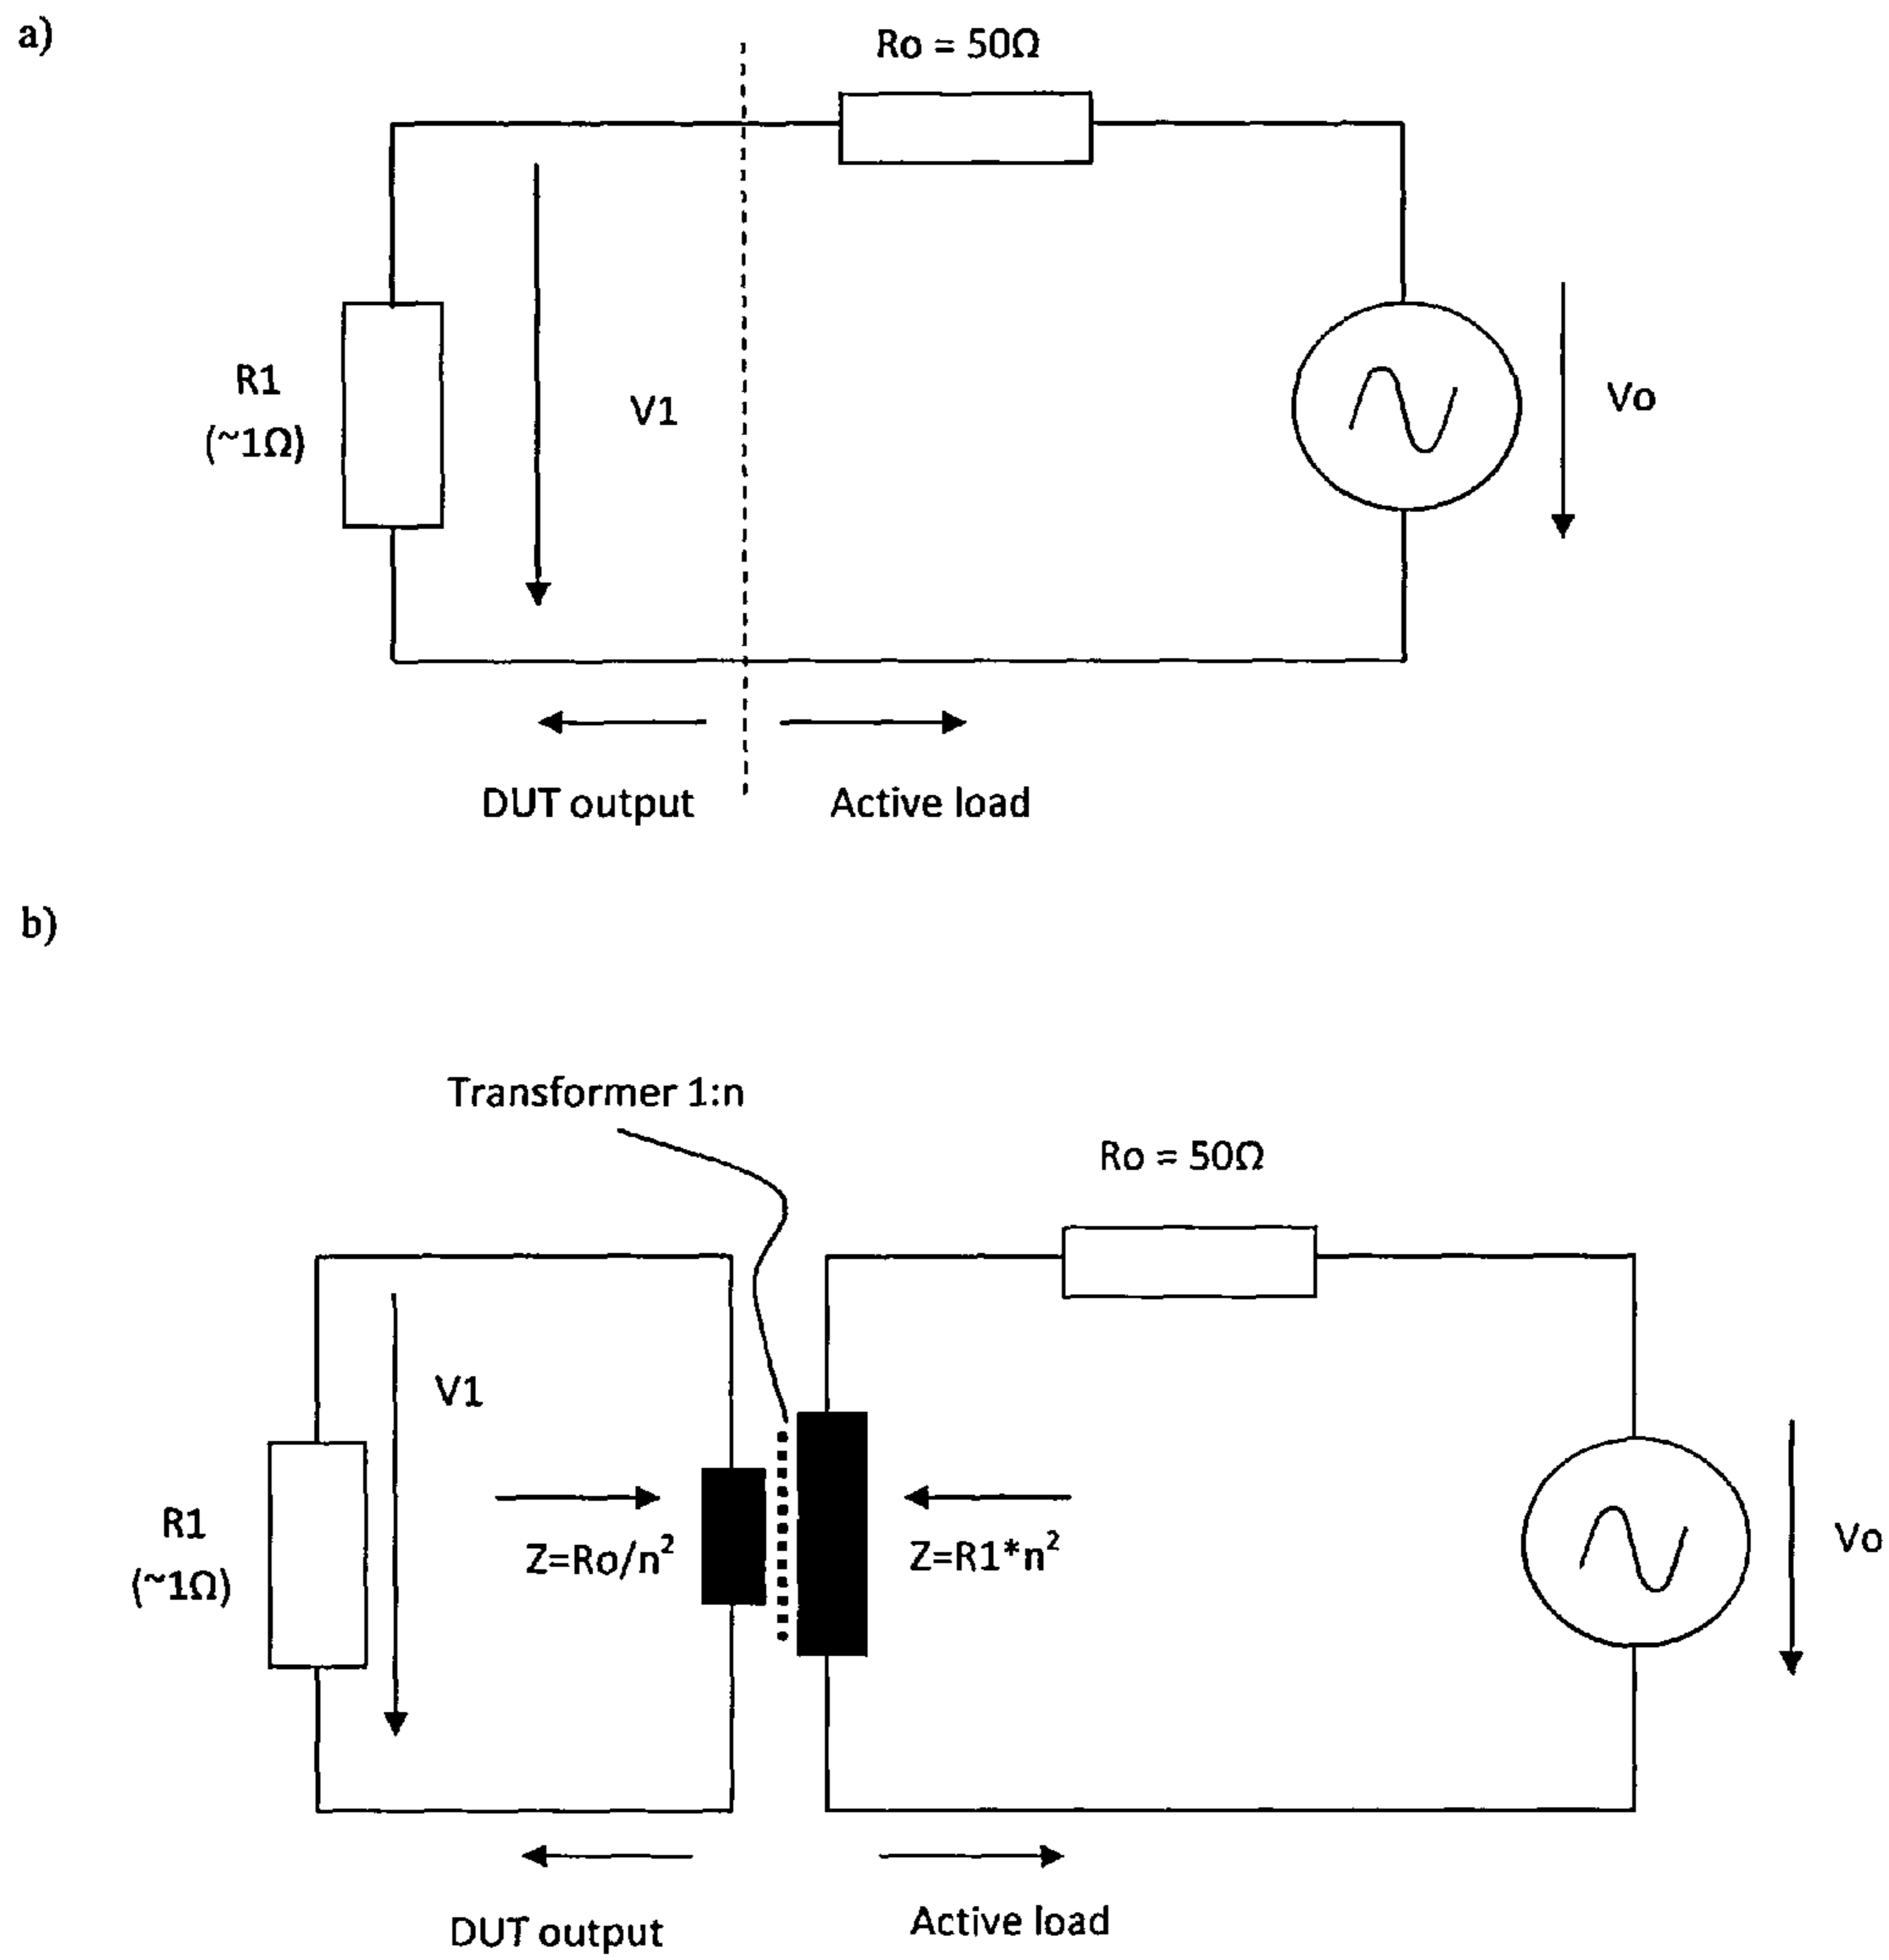 a)
Ro = 50Ω
R1
(~1Ω)
V1
Vo
DUT output
Active load
b)
Transformer 1:n
Ro = 50Ω
V1
R1
(~1Ω)
Z=Ro/n²
Z=R1*n²
Vo
DUT output
Active load